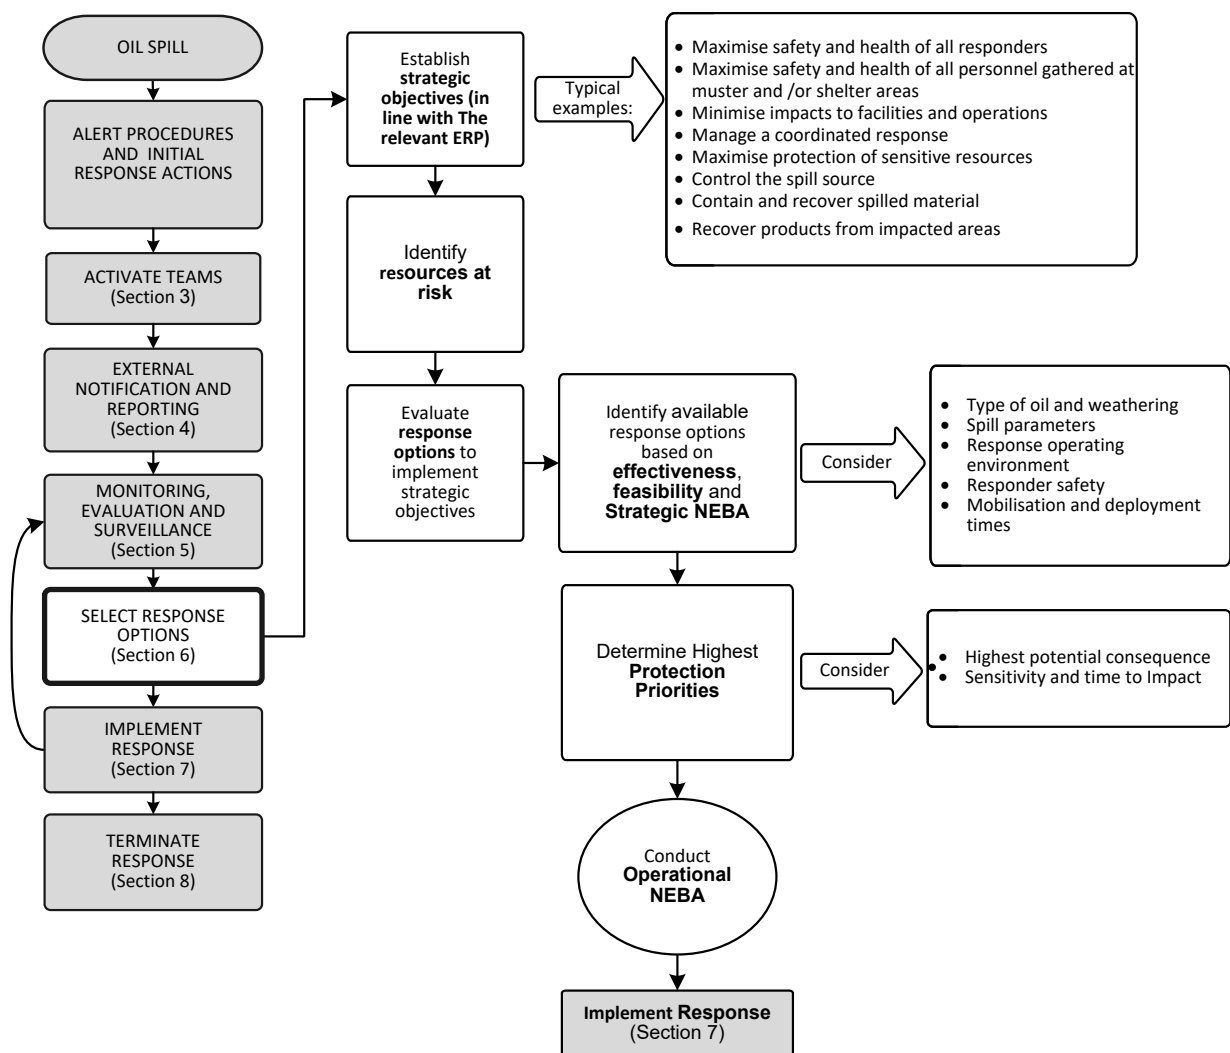 OIL SPILL
ALERT PROCEDURES
AND INITIAL
RESPONSE ACTIONS
ACTIVATE TEAMS
(Section 3)
EXTERNAL
NOTIFICATION AND
REPORTING
(Section 4)
MONITORING,
EVALUATION AND
SURVEILLANCE
(Section 5)
SELECT RESPONSE
OPTIONS
(Section 6)
IMPLEMENT
RESPONSE
(Section 7)
TERMINATE
RESPONSE
(Section 8)
Establish
strategic
objectives (in
line with The
relevant ERP)
Typical
examples:
• Maximise safety and health of all responders
• Maximise safety and health of all personnel gathered at
muster and /or shelter areas
• Minimise impacts to facilities and operations
• Manage a coordinated response
• Maximise protection of sensitive resources
• Control the spill source
• Contain and recover spilled material
• Recover products from impacted areas
Identify
resources at
risk
Evaluate
response
options to
implement
strategic
objectives
Identify available
response options
based on
effectiveness,
feasibility and
Strategic NEBA
Consider
• Type of oil and weathering
• Spill parameters
• Response operating
environment
• Responder safety
• Mobilisation and deployment
times
Determine Highest
Protection
Priorities
Consider
• Highest potential consequence
• Sensitivity and time to Impact
Conduct
Operational
NEBA
Implement Response
(Section 7)